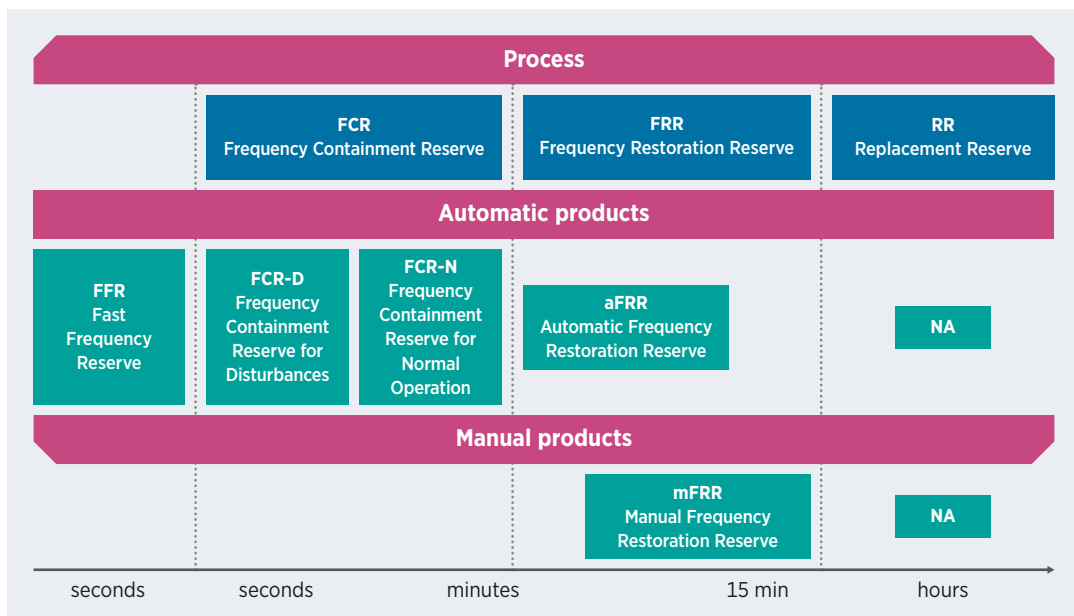 Process
FCR
Frequency Containment Reserve
FRR
Frequency Restoration Reserve
RR
Replacement Reserve
Automatic products
FFR
Fast
Frequency
Reserve
FCR-D
Frequency
Containment
Reserve for
Disturbances
FCR-N
Frequency
Containment
Reserve for
Normal
Operation
aFRR
Automatic Frequency
Restoration Reserve
NA
Manual products
mFRR
Manual Frequency
Restoration Reserve
NA
seconds
seconds
minutes
15 min
hours